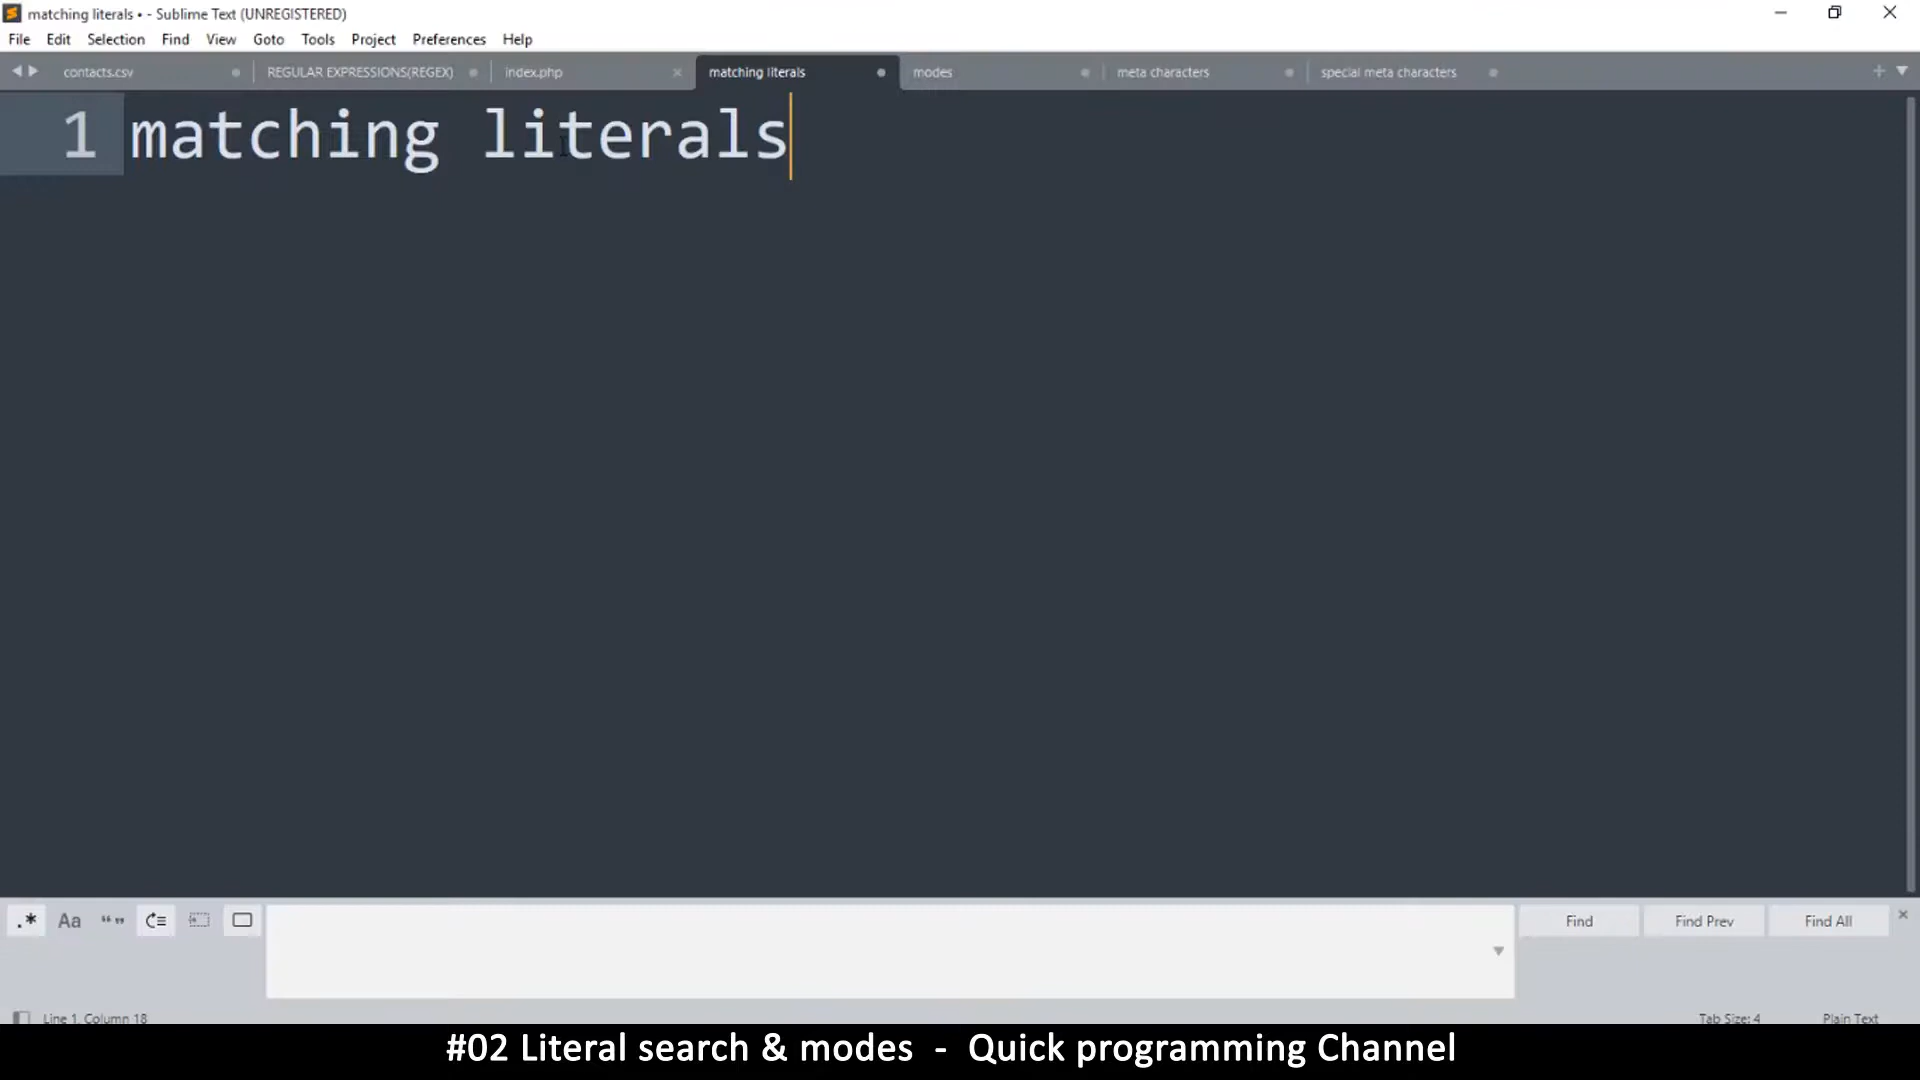 matching literals • - Sublime Text (UNREGISTERED)
File Edit Selection Find View Goto Tools Project Preferences Help
contacts.csv REGULAR EXPRESSIONS(REGEX) index.php matching literals modes meta characters special meta characters
1 matching literals
.* Aa “” Find Find Prev Find All
Line 1, Column 18 Tab Size: 4 Plain Text
#02 Literal search & modes - Quick programming Channel